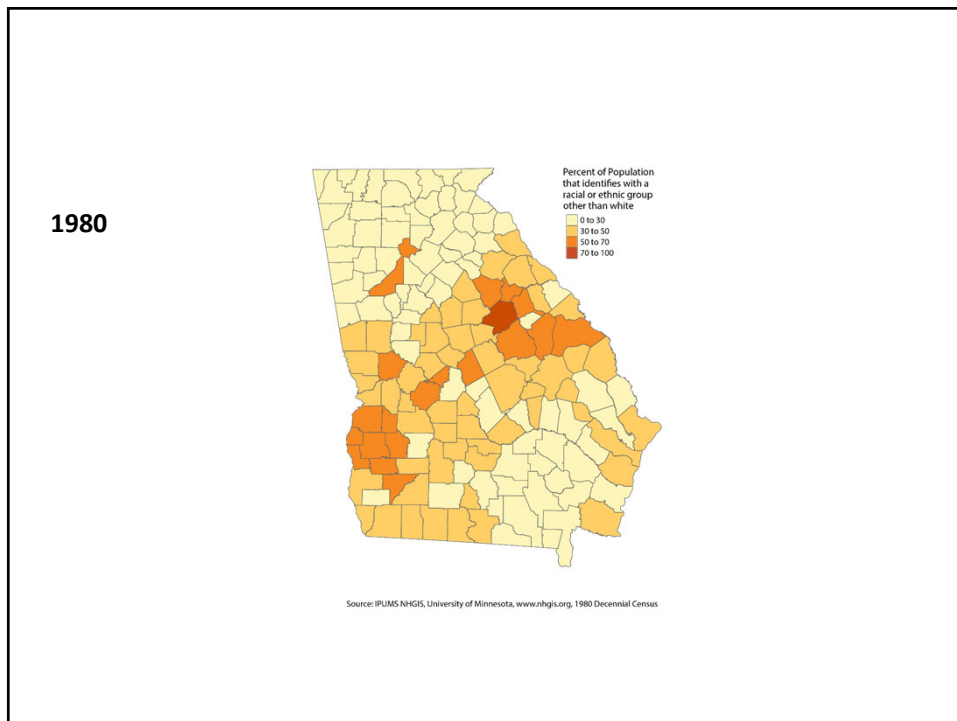 1980
Percent of Population
that identifies with a
racial or ethnic group
other than white
0 to 30
30 to 50
50 to 70
70 to 100
Source: IPUMS NHGIS, University of Minnesota, www.nhgis.org, 1980 Decennial Census